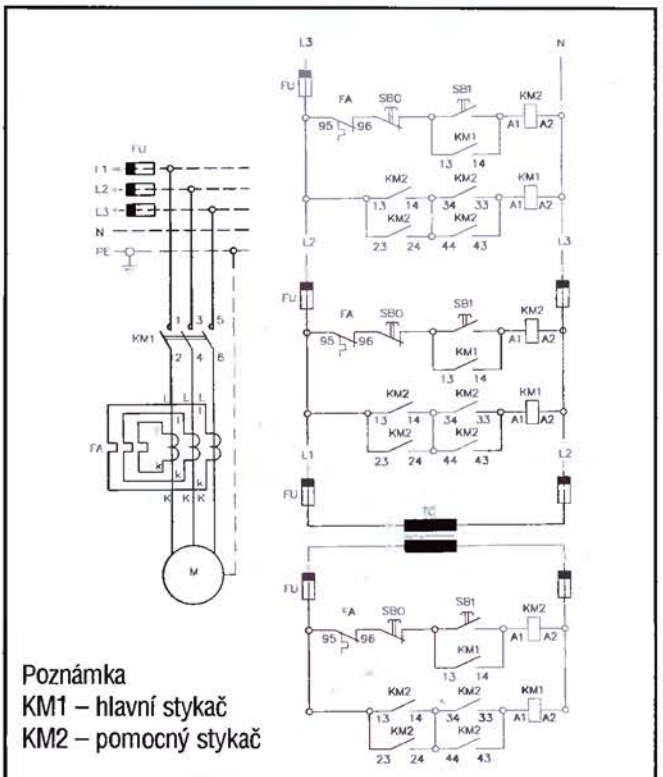 L3 N
FU
FA SB0 SB1 KM2
95 96 A1 A2
KM1
13 14
KM2 KM2 KM1
13 14 34 33 A1 A2
KM2 KM2
23 24 44 43
L2 L3
FU
FA SB0 SB1 KM2
95 96 A1 A2
KM1
13 14
KM2 KM2 KM1
13 14 34 33 A1 A2
KM2 KM2
23 24 44 43
L1 L2
FU
TC
FU
FA SB0 SB1 KM2
95 96 A1 A2
KM1
13 14
KM2 KM2 KM1
13 14 34 33 A1 A2
KM2 KM2
23 24 44 43
FU
L1
L2
L3
N
PE
1 3 5
KM1
2 4 6
L L L
l l l
FA
k k k
K K K
M
Poznámka
KM1 – hlavní stykač
KM2 – pomocný stykač